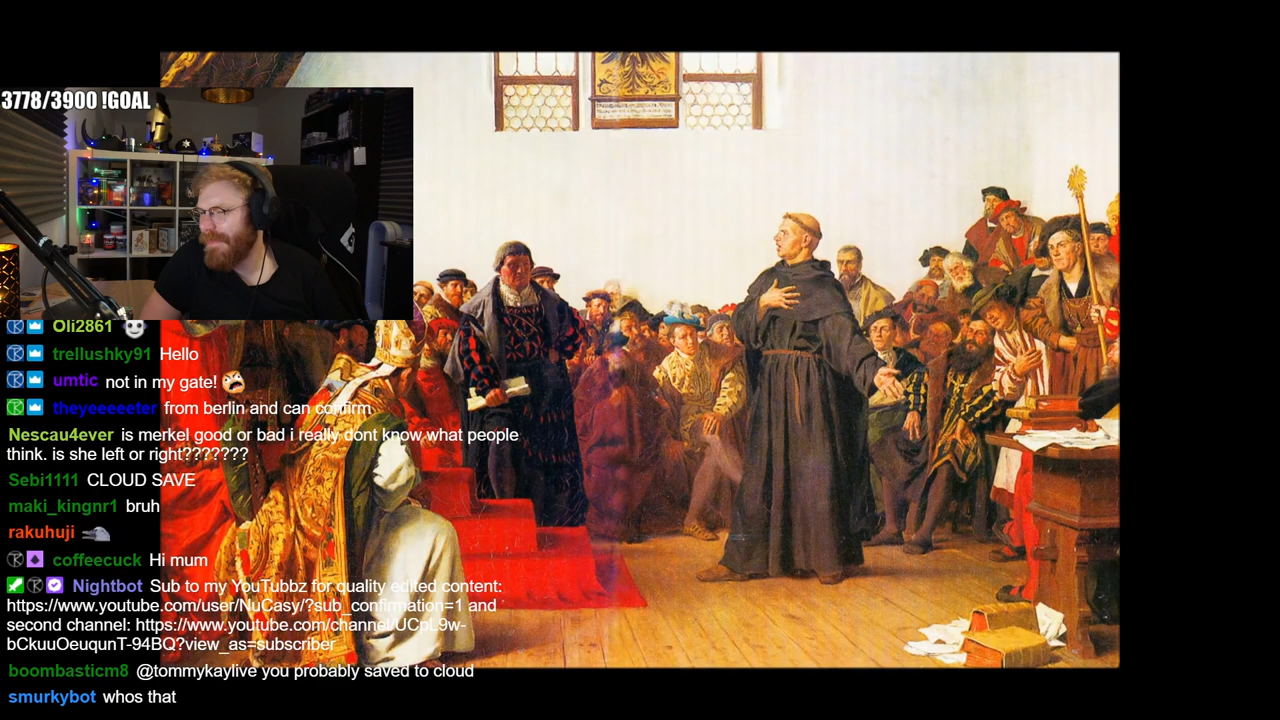 3778/3900 !GOAL
Oli2861
trellushky91 Hello
umtic not in my gate!
theyeeeeeter from berlin and can confirm
Nescau4ever is merkel good or bad i really dont know what people
think. is she left or right???????
Sebi1111 CLOUD SAVE
maki_kingnr1 bruh
rakuhuji
coffeecuck Hi mum
Nightbot Sub to my YouTubbz for quality edited content:
https://www.youtube.com/user/NuCasy/?sub_confirmation=1 and
second channel: https://www.youtube.com/channel/UCpL9w-
bCkuuOeuqunT-94BQ?view_as=subscriber
boombasticm8 @tommykaylive you probably saved to cloud
smurkybot whos that